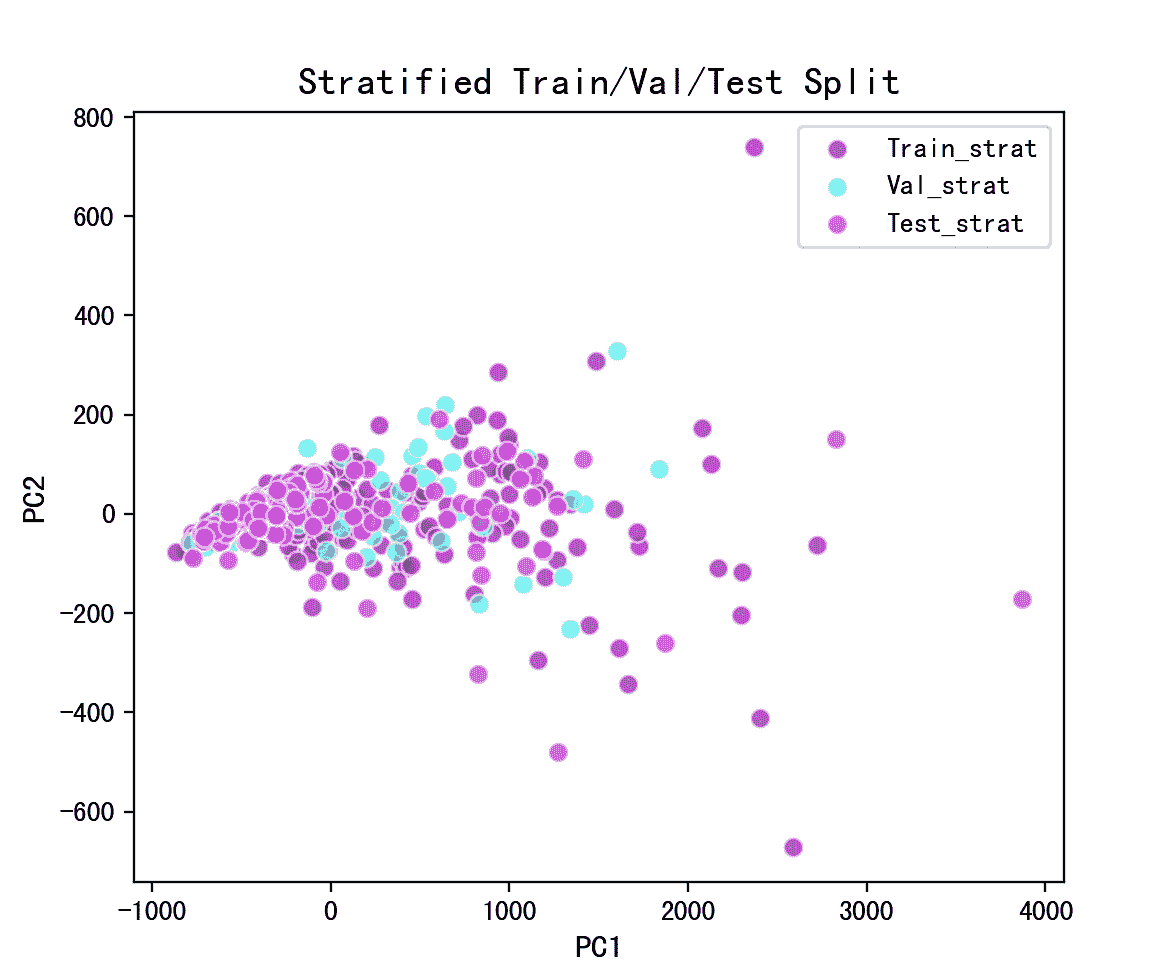 Stratified Train/Val/Test Split
800
600
400
200
0
−200
−400
−600
PC2
Train_strat
Val_strat
Test_strat
−1000 0 1000 2000 3000 4000
PC1